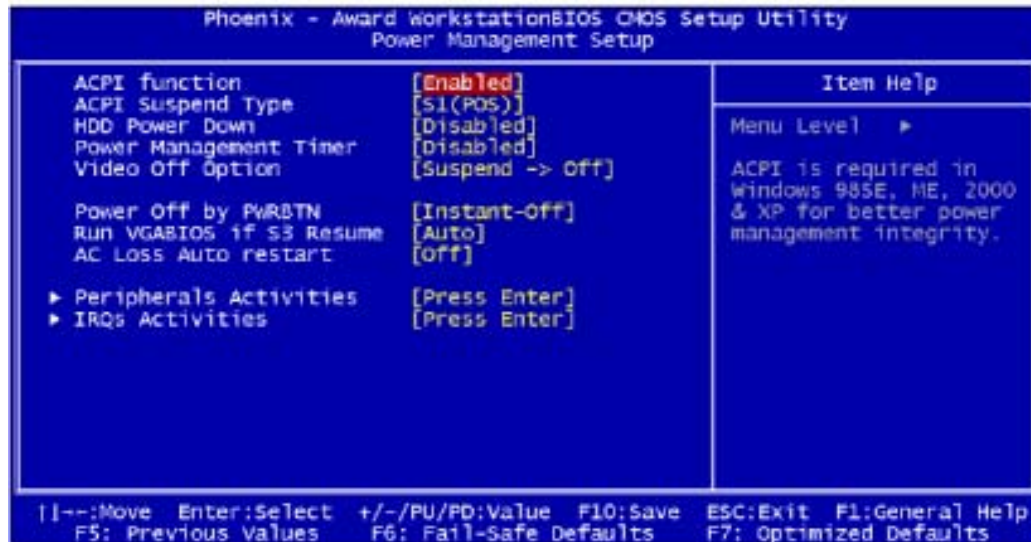 Phoenix - Award WorkstationBIOS CMOS Setup Utility
Power Management Setup
ACPI function [Enabled]
ACPI Suspend Type [S1(POS)]
HDD Power Down [Disabled]
Power Management Timer [Disabled]
Video Off Option [Suspend -> Off]
Power Off by PWRBTN [Instant-Off]
Run VGABIOS if S3 Resume [Auto]
AC Loss Auto restart [Off]
► Peripherals Activities [Press Enter]
► IRQs Activities [Press Enter]
Item Help
Menu Level ►
ACPI is required in
Windows 98SE, ME, 2000
& XP for better power
management integrity.
↑↓→←:Move Enter:Select +/-/PU/PD:Value F10:Save ESC:Exit F1:General Help
F5: Previous Values F6: Fail-Safe Defaults F7: Optimized Defaults